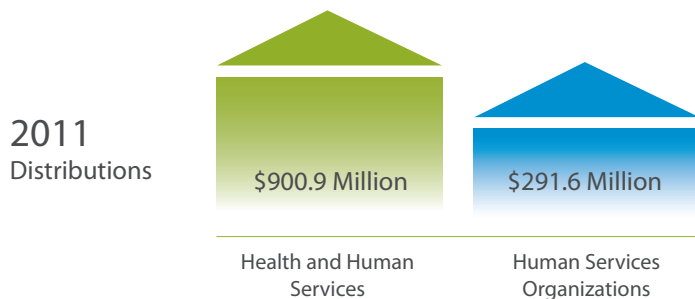 2011
Distributions
$900.9 Million
$291.6 Million
Health and Human
Services
Human Services
Organizations